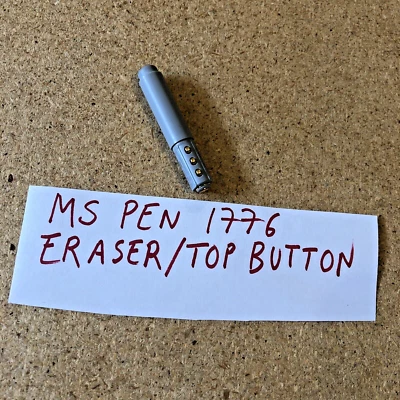 MS PEN 1776
ERASER/TOP BUTTON